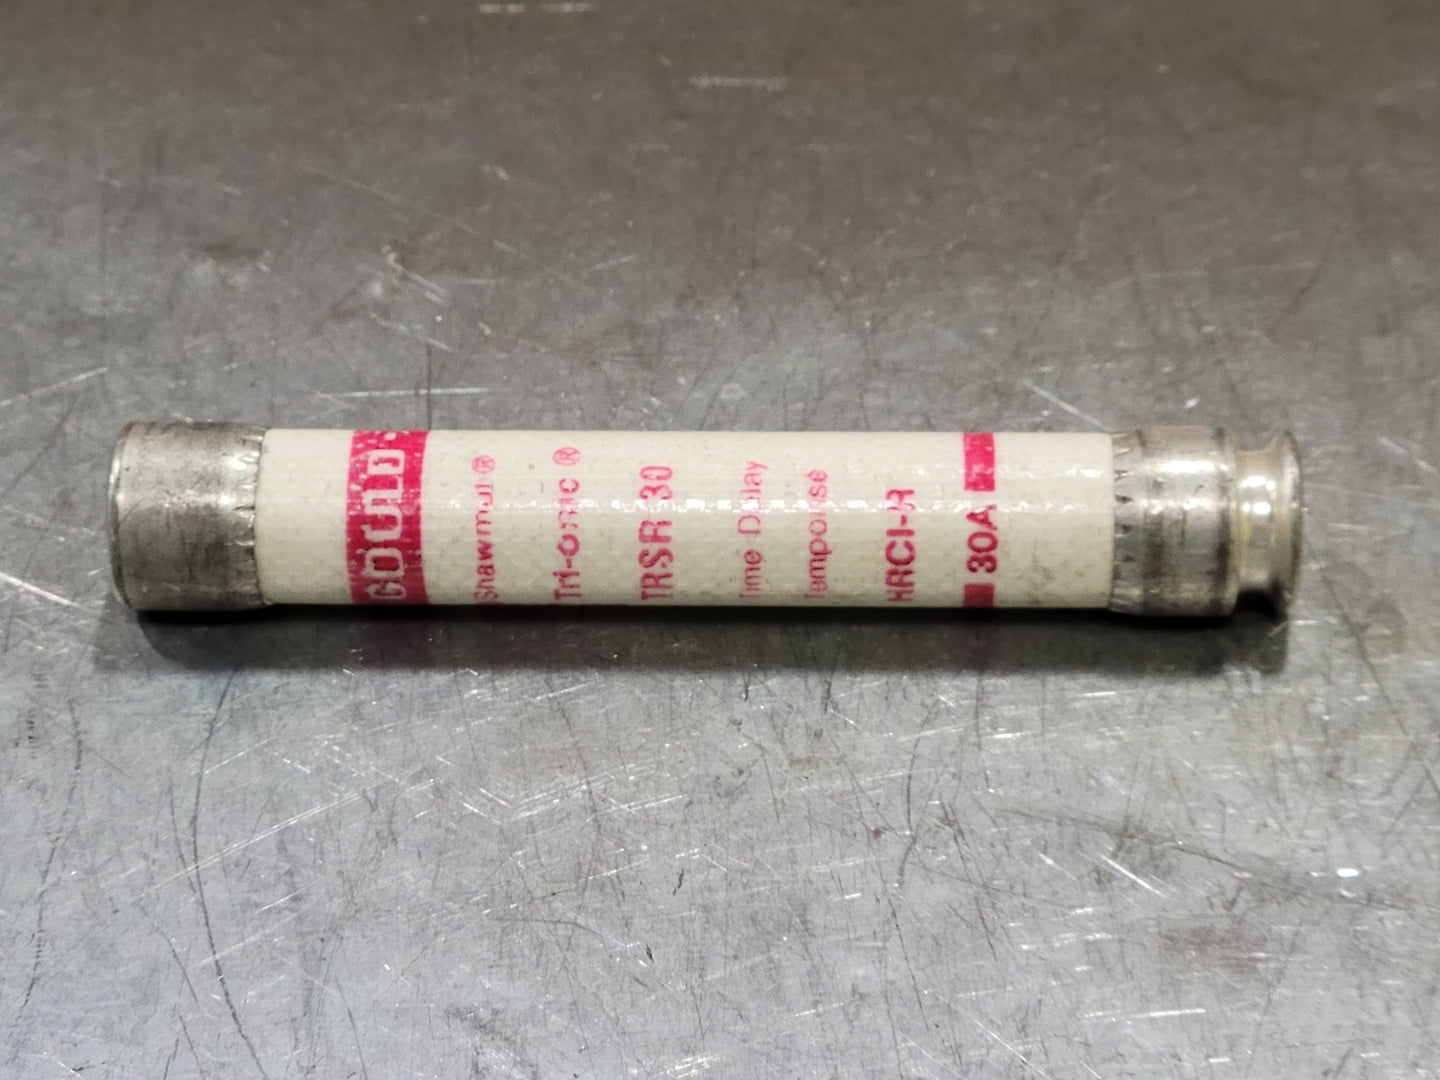 GOULD
Shawmut®
Tri-onic®
TRSR 30
Time Delay
Temporisé
HRCI-R
30A